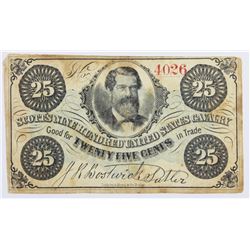 No. 4026
25 25
SCOTT'S NINE HUNDRED UNITED STATES CAVALRY
Good for TWENTY FIVE CENTS in Trade
25 25
J. R. Bostwick, Sutler